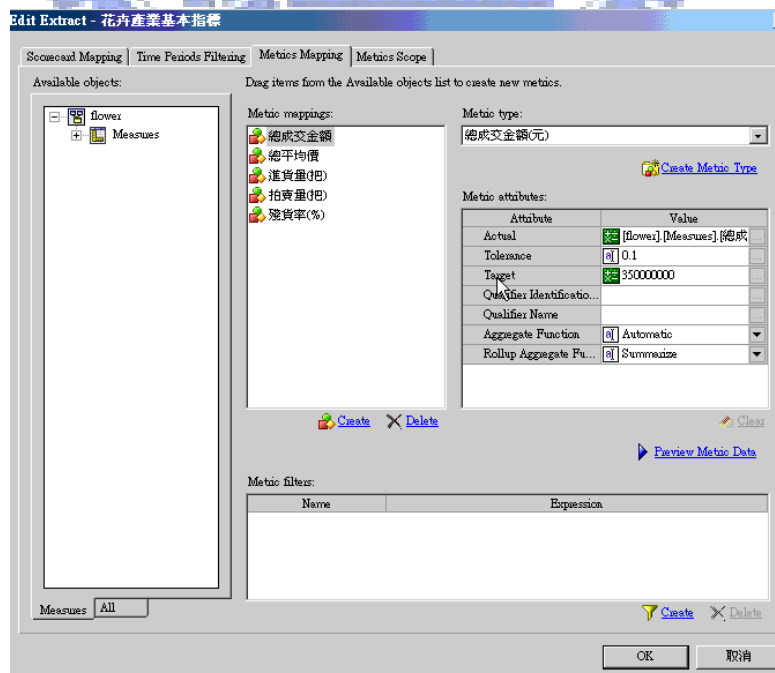 Edit Extract - 花卉產業基本指標
Scorecard Mapping Time Periods Filtering Metrics Mapping Metrics Scope
Available objects:
Drag items from the Available objects list to create new metrics.
flower
Measures
Metric mappings:
總成交金額
總平均價
進貨量(把)
拍賣量(把)
殘貨率(%)
Create Delete
Metric type:
總成交金額(元)
Create Metric Type
Metric attributes:
Attribute Value
Actual [flower].[Measures].[總成
Tolerance a 0.1
Target 350000000
Qualifier Identificatio...
Qualifier Name
Aggregate Function a Automatic
Rollup Aggregate Fu... a Summarize
Clear
Preview Metric Data
Metric filters:
Name Expression
Measures All
Create Delete
OK 取消